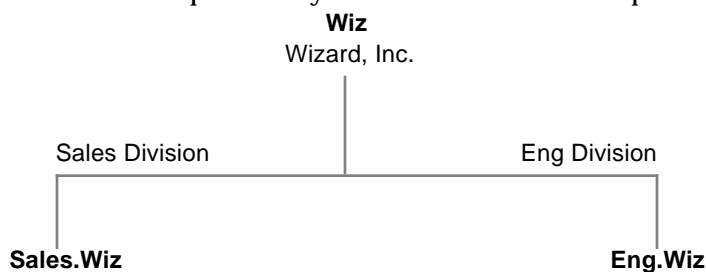 Wiz
Wizard, Inc.
Sales Division Eng Division
Sales.Wiz Eng.Wiz